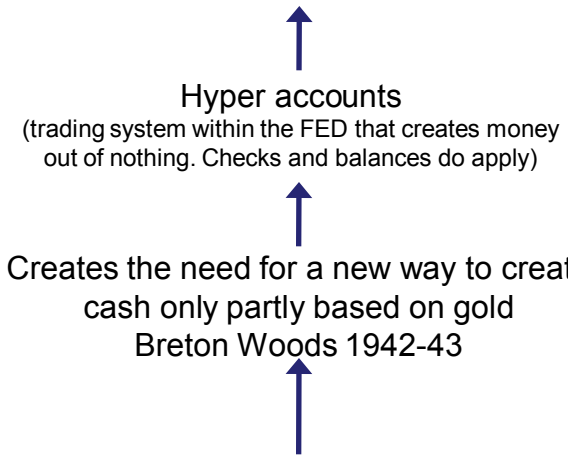 Hyper accounts
(trading system within the FED that creates money
out of nothing. Checks and balances do apply)
Creates the need for a new way to creat
cash only partly based on gold
Breton Woods 1942-43